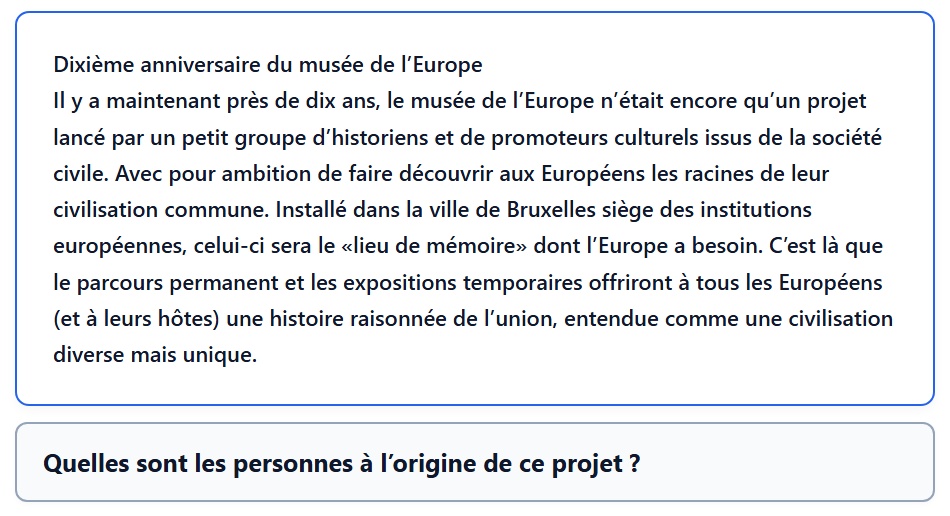 Dixième anniversaire du musée de l’Europe
Il y a maintenant près de dix ans, le musée de l’Europe n’était encore qu’un projet
lancé par un petit groupe d’historiens et de promoteurs culturels issus de la société
civile. Avec pour ambition de faire découvrir aux Européens les racines de leur
civilisation commune. Installé dans la ville de Bruxelles siège des institutions
européennes, celui-ci sera le «lieu de mémoire» dont l’Europe a besoin. C’est là que
le parcours permanent et les expositions temporaires offriront à tous les Européens
(et à leurs hôtes) une histoire raisonnée de l’union, entendue comme une civilisation
diverse mais unique.
Quelles sont les personnes à l’origine de ce projet ?